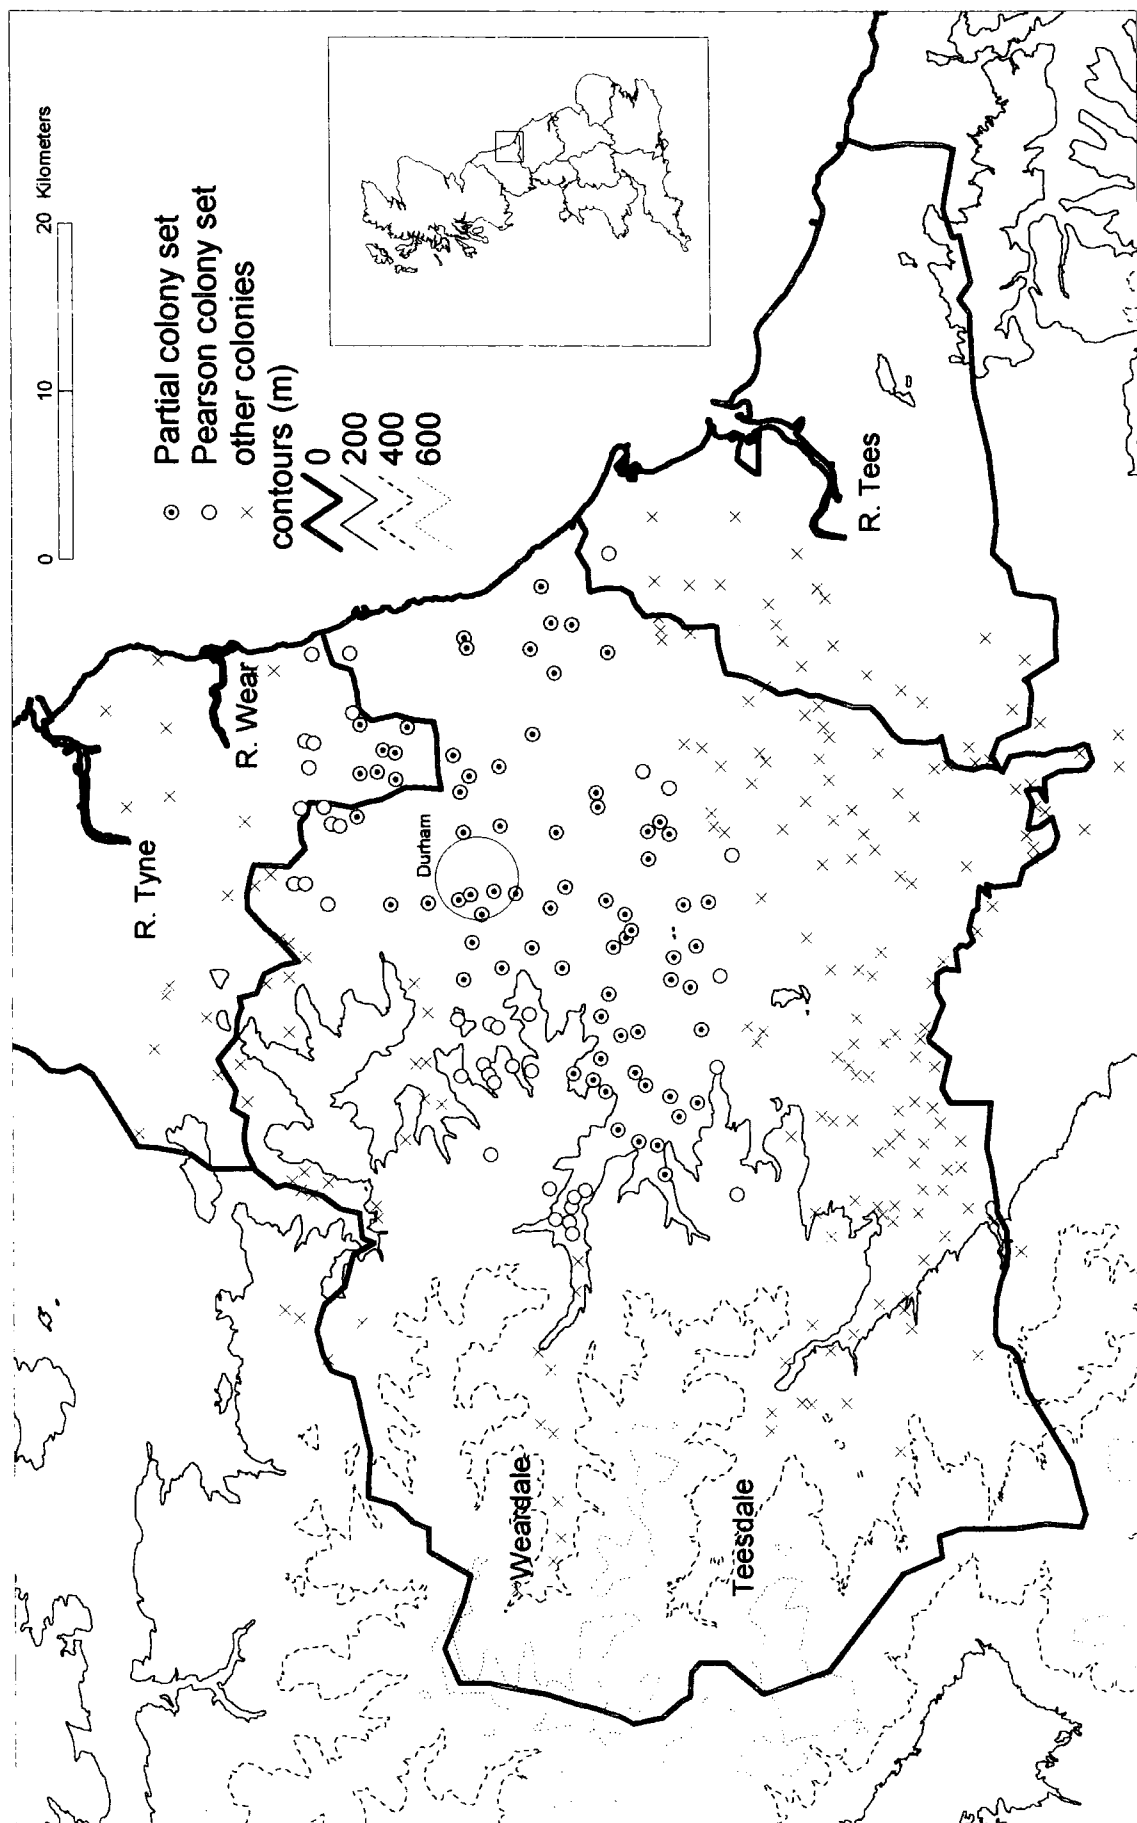 0 10 20 Kilometers
Partial colony set
Pearson colony set
other colonies
contours (m)
0
200
400
600
R. Tyne
R. Wear
Durham
R. Tees
Weardale
Teesdale